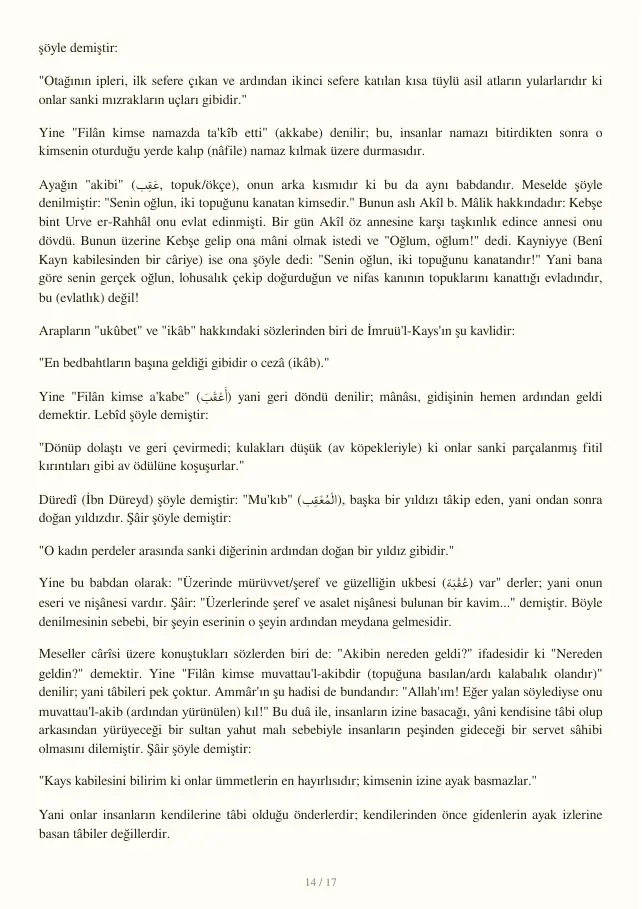 şöyle demiştir:
"Otağının ipleri, ilk sefere çıkan ve ardından ikinci sefere katılan kısa tüylü asil atların yularlarıdır ki
onlar sanki mızrakların uçları gibidir."
Yine "Filân kimse namazda ta'kîb etti" (akkabe) denilir; bu, insanlar namazı bitirdikten sonra o
kimsenin oturduğu yerde kalıp (nâfile) namaz kılmak üzere durmasıdır.
Ayağın "akibi" (عَقِب, topuk/ökçe), onun arka kısmıdır ki bu da aynı babdandır. Meselde şöyle
denilmiştir: "Senin oğlun, iki topuğunu kanatan kimsedir." Bunun aslı Akîl b. Mâlik hakkındadır: Kebşe
bint Urve er-Rahhâl onu evlat edinmişti. Bir gün Akîl öz annesine karşı taşkınlık edince annesi onu
dövdü. Bunun üzerine Kebşe gelip ona mâni olmak istedi ve "Oğlum, oğlum!" dedi. Kayniyye (Benî
Kayn kabilesinden bir câriye) ise ona şöyle dedi: "Senin oğlun, iki topuğunu kanatandır!" Yani bana
göre senin gerçek oğlun, lohusalık çekip doğurduğun ve nifas kanının topuklarını kanattığı evladındır,
bu (evlatlık) değil!
Arapların "ukûbet" ve "ikâb" hakkındaki sözlerinden biri de İmruü'l-Kays'ın şu kavlidir:
"En bedbahtların başına geldiği gibidir o cezâ (ikâb)."
Yine "Filân kimse a'kabe" (أَعْقَبَ) yani geri döndü denilir; mânâsı, gidişinin hemen ardından geldi
demektir. Lebîd şöyle demiştir:
"Dönüp dolaştı ve geri çevirmedi; kulakları düşük (av köpekleriyle) ki onlar sanki parçalanmış fitil
kırıntıları gibi av ödülüne koşuşurlar."
Düredî (İbn Düreyd) şöyle demiştir: "Mu'kıb" (الْمُعْقِب), başka bir yıldızı tâkip eden, yani ondan sonra
doğan yıldızdır. Şâir şöyle demiştir:
"O kadın perdeler arasında sanki diğerinin ardından doğan bir yıldız gibidir."
Yine bu babdan olarak: "Üzerinde mürüvvet/şeref ve güzelliğin ukbesi (عُقْبَة) var" derler; yani onun
eseri ve nişânesi vardır. Şâir: "Üzerlerinde şeref ve asalet nişânesi bulunan bir kavim..." demiştir. Böyle
denilmesinin sebebi, bir şeyin eserinin o şeyin ardından meydana gelmesidir.
Meseller cârîsi üzere konuştukları sözlerden biri de: "Akibin nereden geldi?" ifadesidir ki "Nereden
geldin?" demektir. Yine "Filân kimse muvattau'l-akibdir (topuğuna basılan/ardı kalabalık olandır)"
denilir; yani tâbileri pek çoktur. Ammâr'ın şu hadisi de bundandır: "Allah'ım! Eğer yalan söylediyse onu
muvattau'l-akib (ardından yürünülen) kıl!" Bu duâ ile, insanların izine basacağı, yâni kendisine tâbi olup
arkasından yürüyeceği bir sultan yahut malı sebebiyle insanların peşinden gideceği bir servet sâhibi
olmasını dilemiştir. Şâir şöyle demiştir:
"Kays kabilesini bilirim ki onlar ümmetlerin en hayırlısıdır; kimsenin izine ayak basmazlar."
Yani onlar insanların kendilerine tâbi olduğu önderlerdir; kendilerinden önce gidenlerin ayak izlerine
basan tâbiler değillerdir.
14 / 17